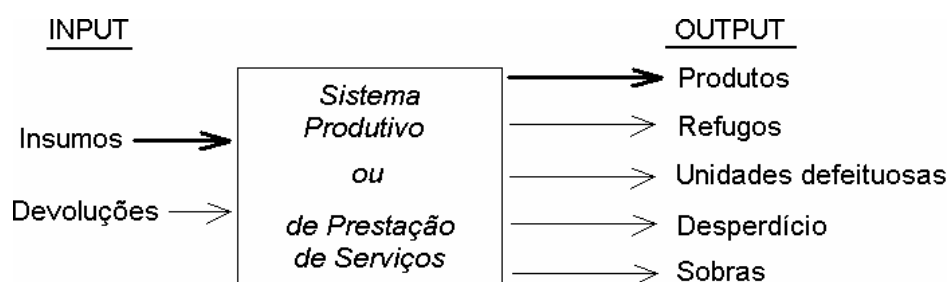 INPUT
OUTPUT
Insumos
Devoluções
Sistema
Produtivo
ou
de Prestação
de Serviços
Produtos
Refugos
Unidades defeituosas
Desperdício
Sobras